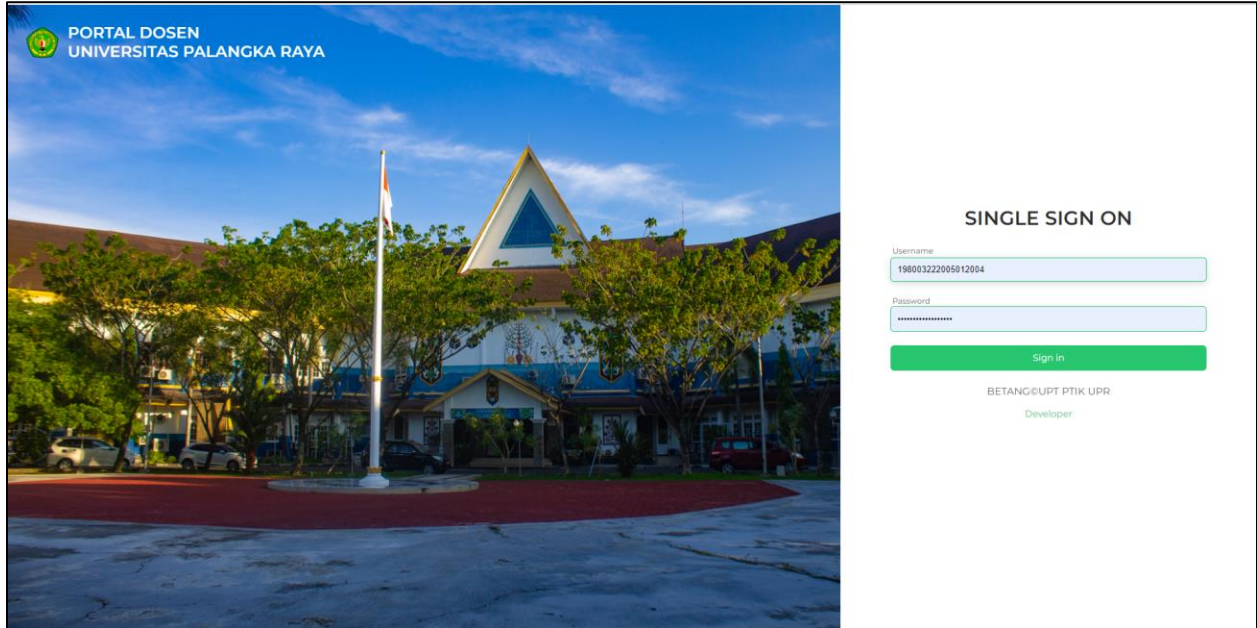 PORTAL DOSEN
UNIVERSITAS PALANGKA RAYA
SINGLE SIGN ON
Username
198003222005012004
Password
••••••••••••••••••
Sign in
BETANG©UPT PTIK UPR
Developer